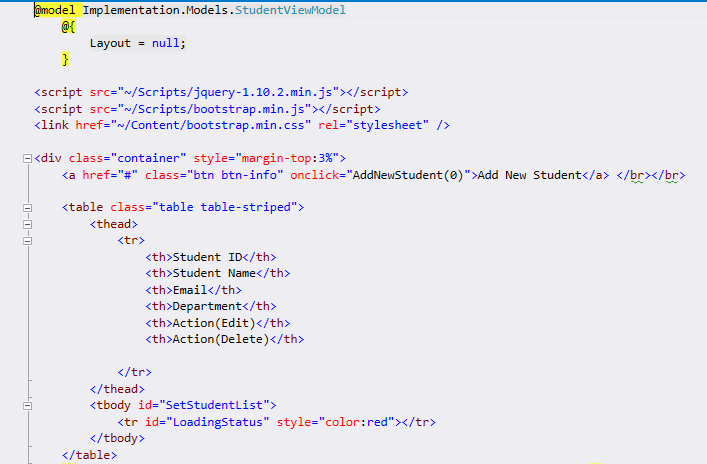 @model Implementation.Models.StudentViewModel
@{
Layout = null;
}
<script src="~/Scripts/jquery-1.10.2.min.js"></script>
<script src="~/Scripts/bootstrap.min.js"></script>
<link href="~/Content/bootstrap.min.css" rel="stylesheet" />
<div class="container" style="margin-top:3%">
<a href="#" class="btn btn-info" onclick="AddNewStudent(0)">Add New Student</a> </br></br>
<table class="table table-striped">
<thead>
<tr>
<th>Student ID</th>
<th>Student Name</th>
<th>Email</th>
<th>Department</th>
<th>Action(Edit)</th>
<th>Action(Delete)</th>
</tr>
</thead>
<tbody id="SetStudentList">
<tr id="LoadingStatus" style="color:red"></tr>
</tbody>
</table>